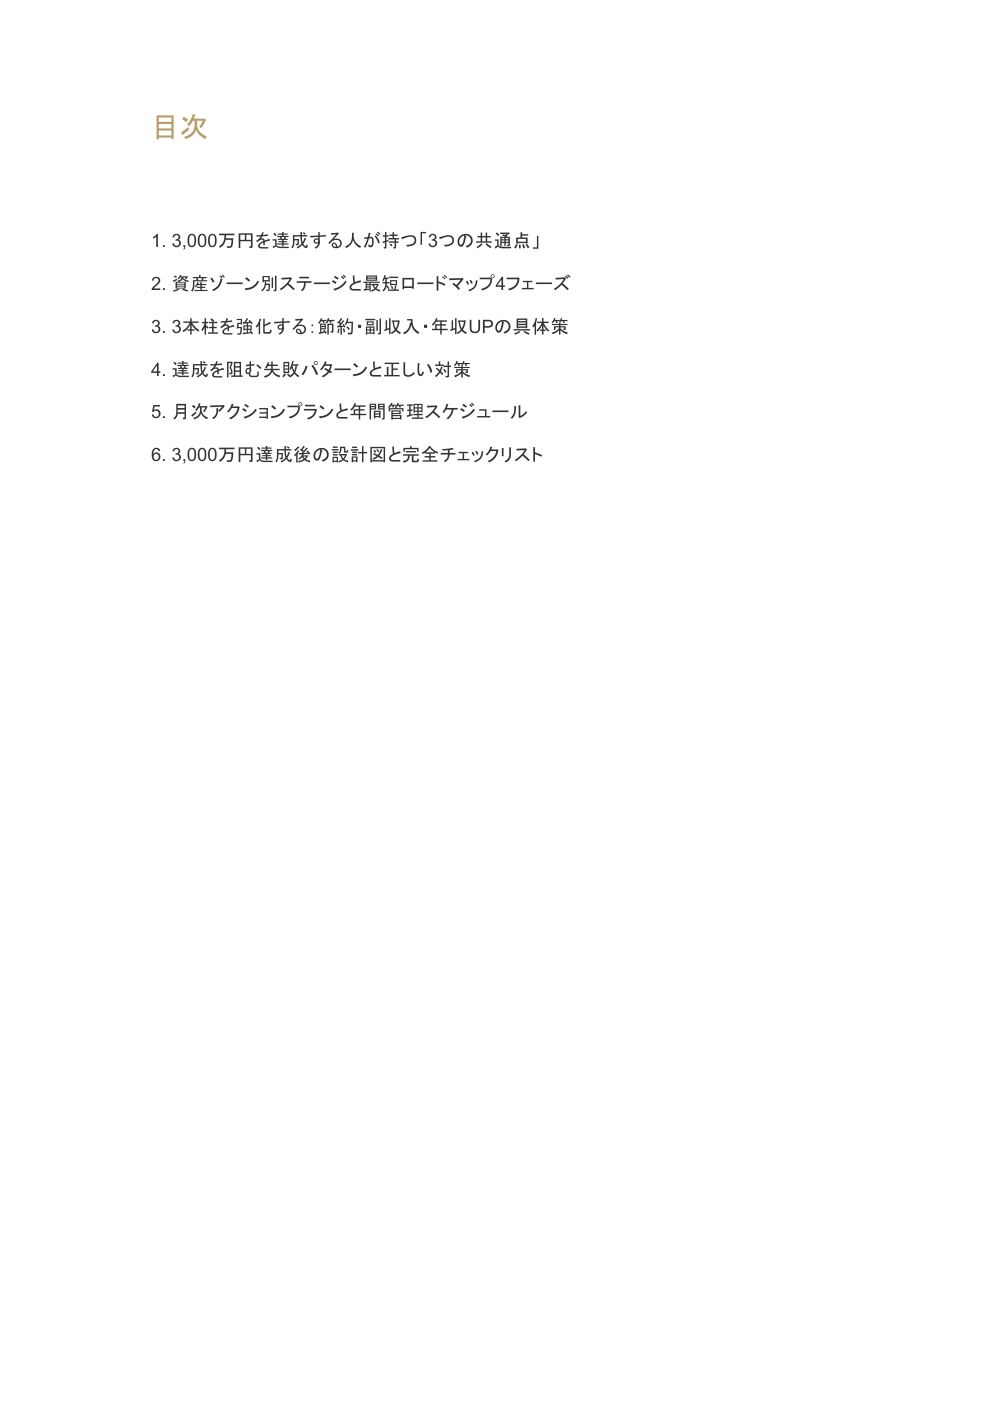 目次
1. 3,000万円を達成する人が持つ「3つの共通点」
2. 資産ゾーン別ステージと最短ロードマップ4フェーズ
3. 3本柱を強化する：節約・副収入・年収UPの具体策
4. 達成を阻む失敗パターンと正しい対策
5. 月次アクションプランと年間管理スケジュール
6. 3,000万円達成後の設計図と完全チェックリスト